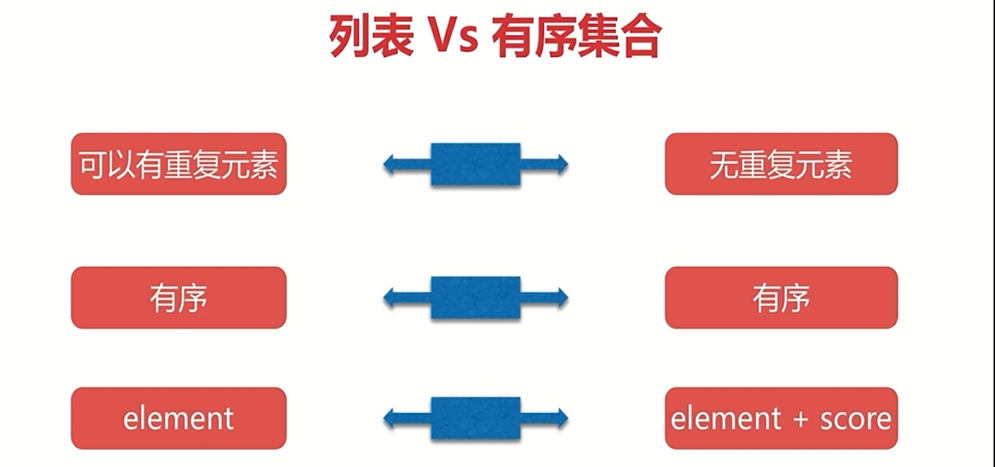 列表 Vs 有序集合
可以有重复元素
无重复元素
有序
有序
element
element + score